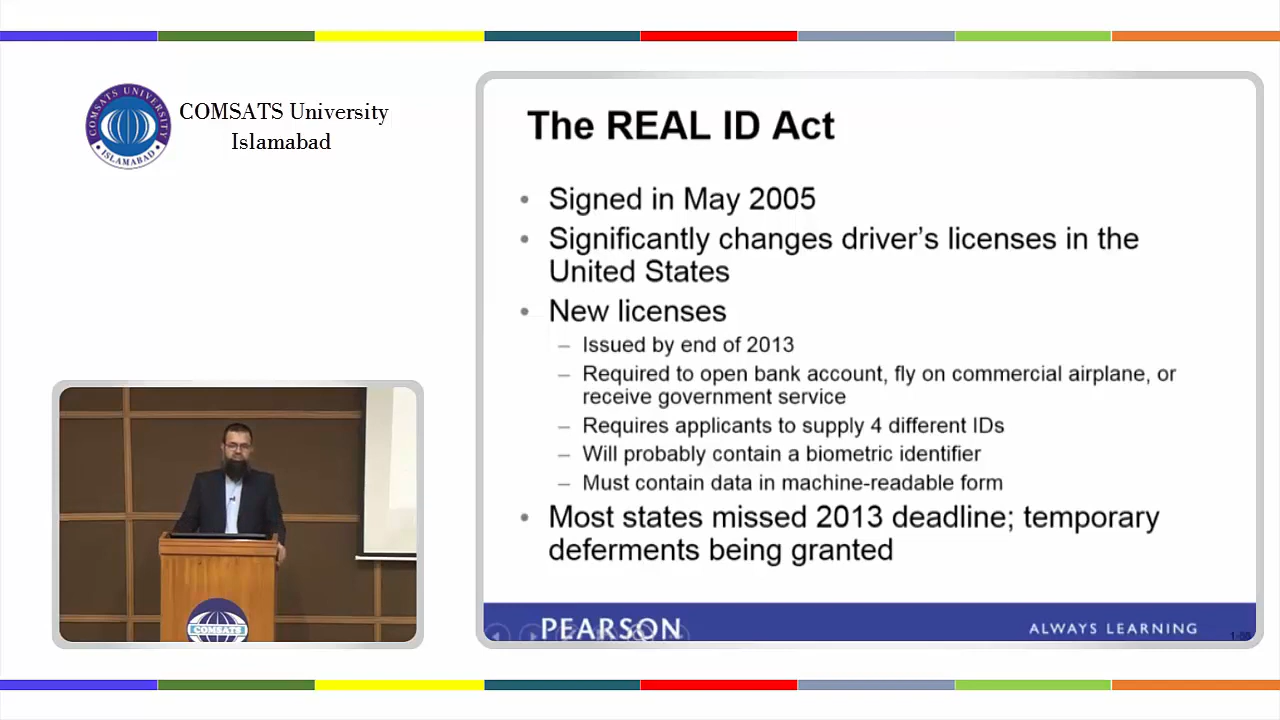 COMSATS University
Islamabad
COMSATS UNIVERSITY
ISLAMABAD
The REAL ID Act
• Signed in May 2005
• Significantly changes driver's licenses in the
United States
• New licenses
– Issued by end of 2013
– Required to open bank account, fly on commercial airplane, or
receive government service
– Requires applicants to supply 4 different IDs
– Will probably contain a biometric identifier
– Must contain data in machine-readable form
• Most states missed 2013 deadline; temporary
deferments being granted
COMSATS
PEARSON
ALWAYS LEARNING